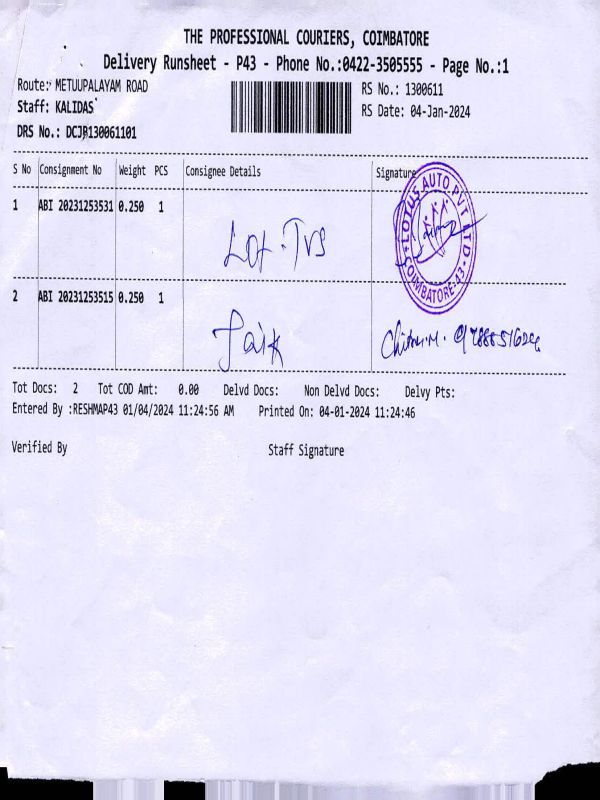 THE PROFESSIONAL COURIERS, COIMBATORE
Delivery Runsheet - P43 - Phone No.:0422-3505555 - Page No.:1
Route: METUUPALAYAM ROAD
RS No.: 1300611
Staff: KALIDAS
RS Date: 04-Jan-2024
DRS No.: DCJB130061101
S No Consignment No Weight PCS Consignee Details Signature
1 ABI 20231253531 0.250 1
LOTUS AUTO PVT LTD
COIMBATORE-43
2 ABI 20231253515 0.250 1
Tot Docs: 2 Tot COD Amt: 0.00 Delvd Docs: Non Delvd Docs: Delvy Pts:
Entered By :RESHMAP43 01/04/2024 11:24:56 AM Printed On: 04-01-2024 11:24:46
Verified By Staff Signature